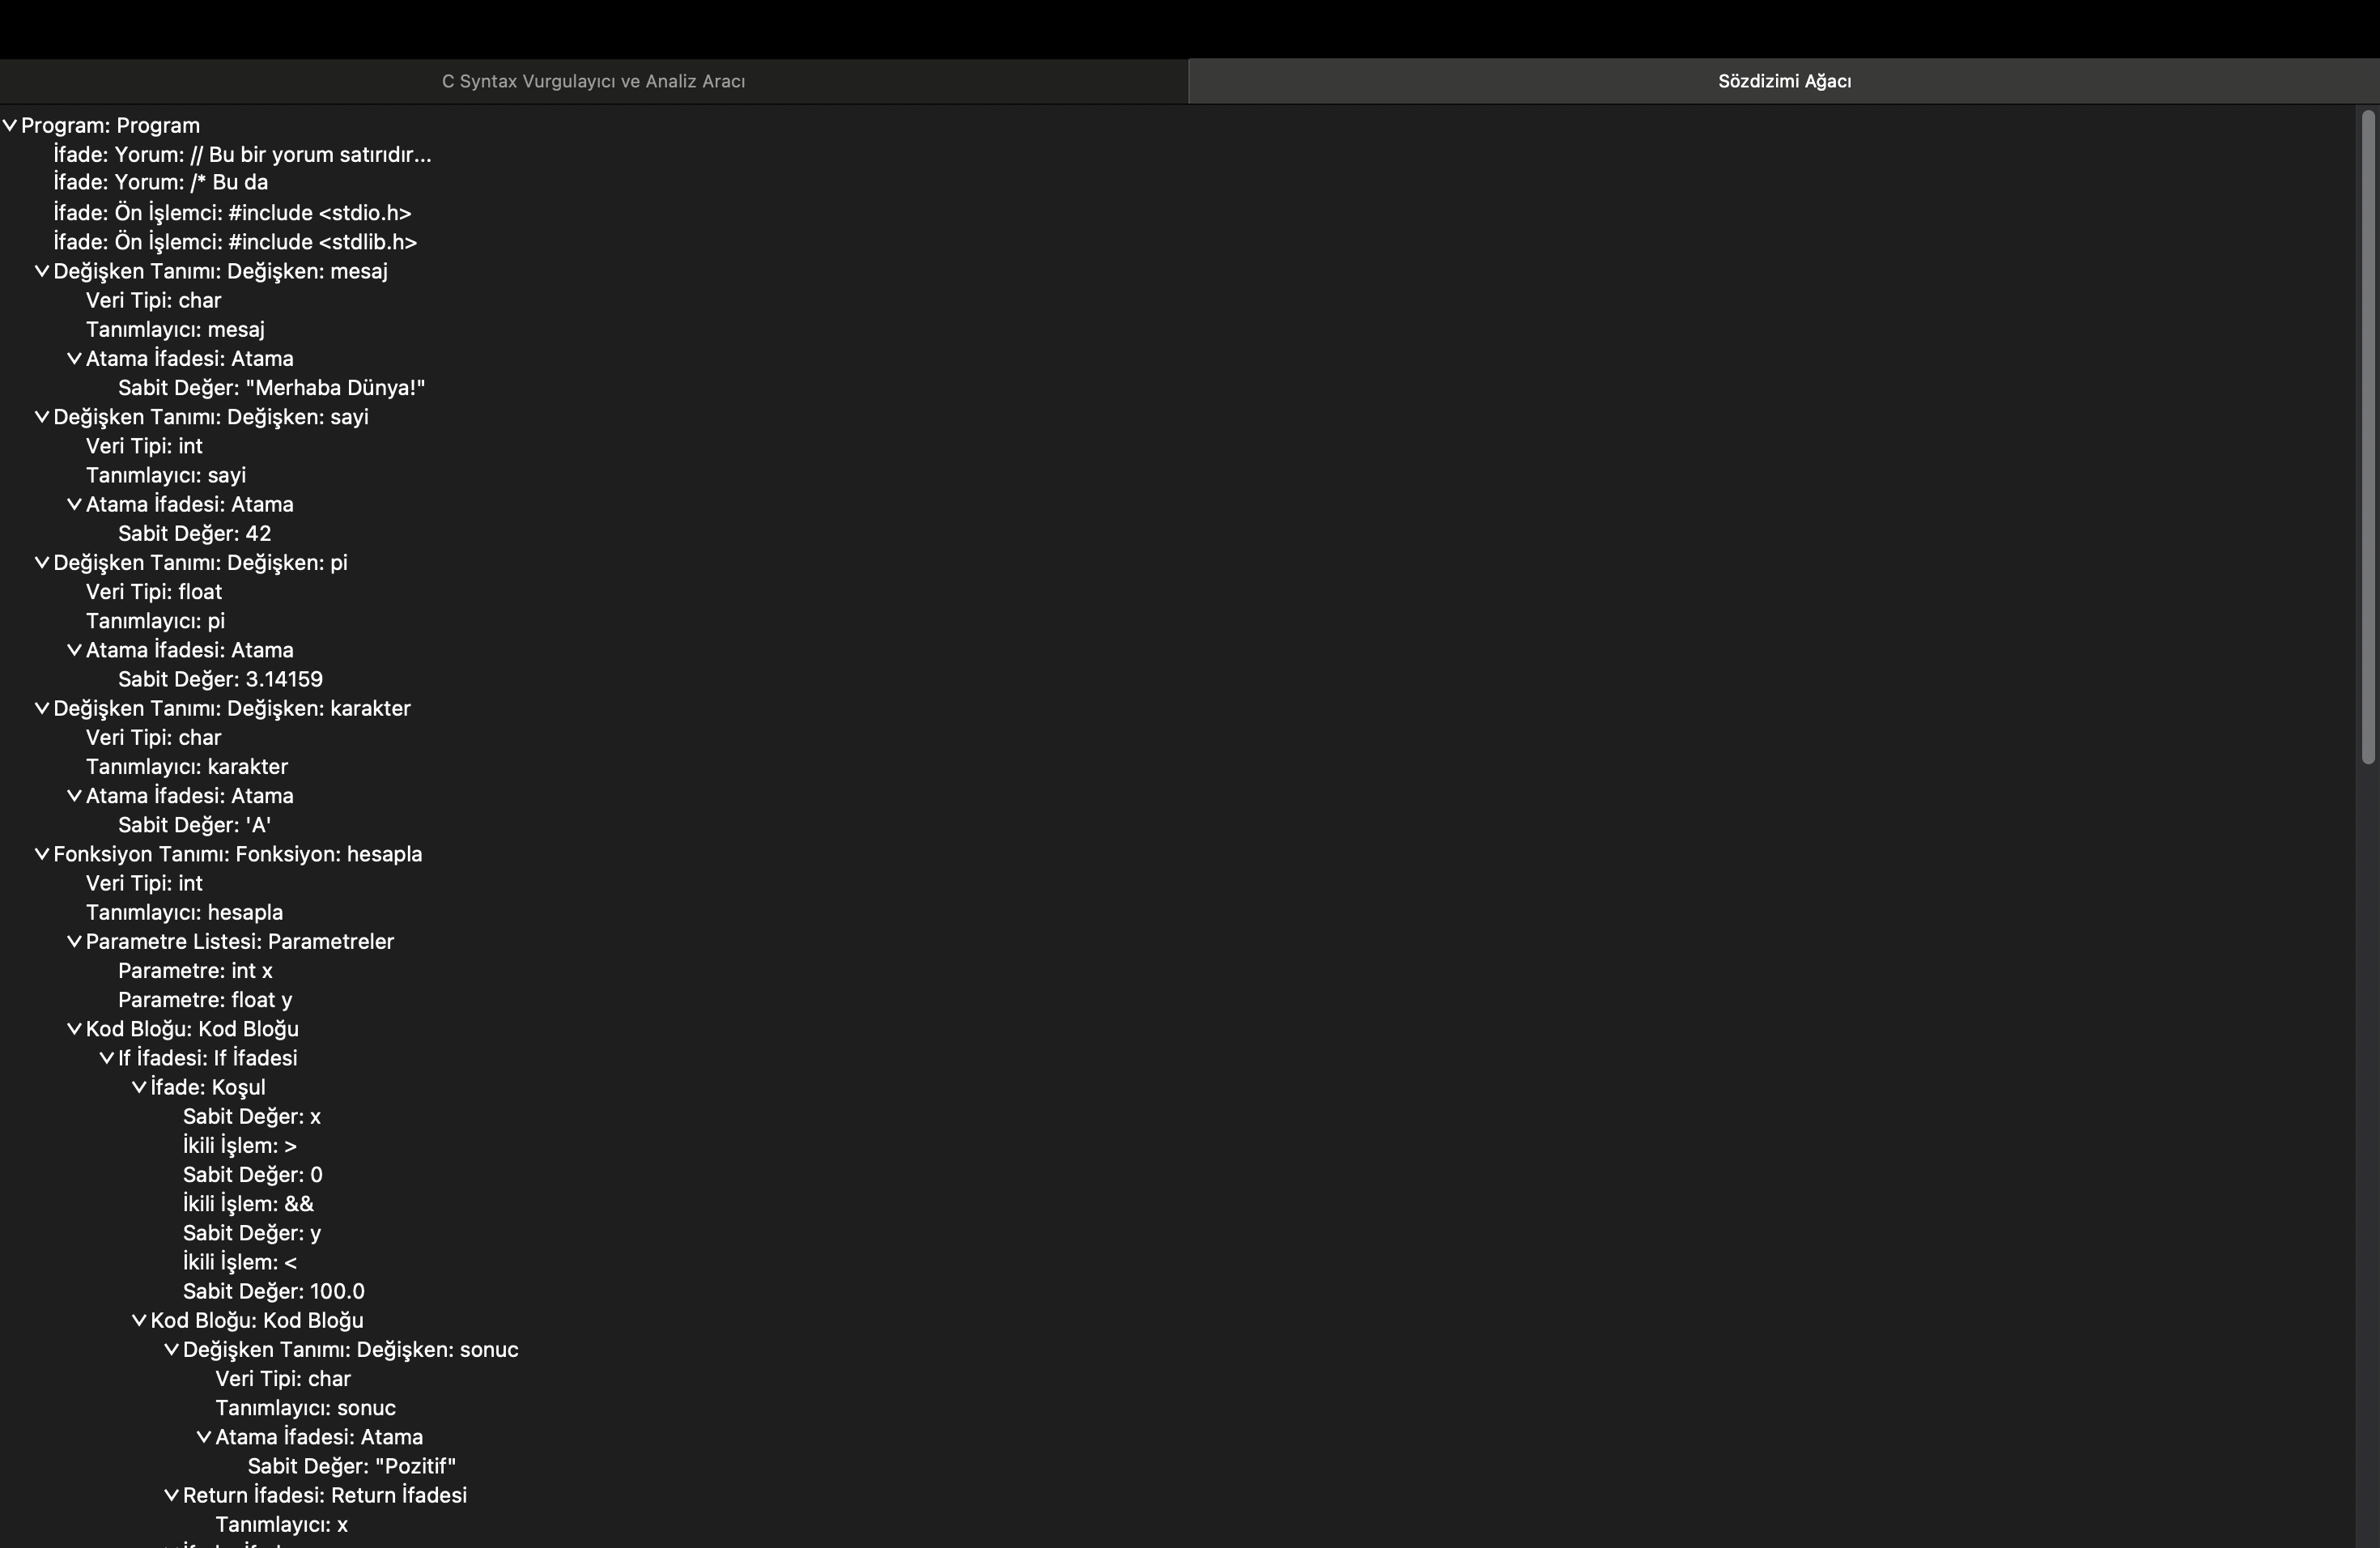 C Syntax Vurgulayıcı ve Analiz Aracı
Sözdizimi Ağacı
Program: Program
İfade: Yorum: // Bu bir yorum satırıdır...
İfade: Yorum: /* Bu da
İfade: Ön İşlemci: #include <stdio.h>
İfade: Ön İşlemci: #include <stdlib.h>
Değişken Tanımı: Değişken: mesaj
Veri Tipi: char
Tanımlayıcı: mesaj
Atama İfadesi: Atama
Sabit Değer: "Merhaba Dünya!"
Değişken Tanımı: Değişken: sayi
Veri Tipi: int
Tanımlayıcı: sayi
Atama İfadesi: Atama
Sabit Değer: 42
Değişken Tanımı: Değişken: pi
Veri Tipi: float
Tanımlayıcı: pi
Atama İfadesi: Atama
Sabit Değer: 3.14159
Değişken Tanımı: Değişken: karakter
Veri Tipi: char
Tanımlayıcı: karakter
Atama İfadesi: Atama
Sabit Değer: 'A'
Fonksiyon Tanımı: Fonksiyon: hesapla
Veri Tipi: int
Tanımlayıcı: hesapla
Parametre Listesi: Parametreler
Parametre: int x
Parametre: float y
Kod Bloğu: Kod Bloğu
If İfadesi: If İfadesi
İfade: Koşul
Sabit Değer: x
İkili İşlem: >
Sabit Değer: 0
İkili İşlem: &&
Sabit Değer: y
İkili İşlem: <
Sabit Değer: 100.0
Kod Bloğu: Kod Bloğu
Değişken Tanımı: Değişken: sonuc
Veri Tipi: char
Tanımlayıcı: sonuc
Atama İfadesi: Atama
Sabit Değer: "Pozitif"
Return İfadesi: Return İfadesi
Tanımlayıcı: x